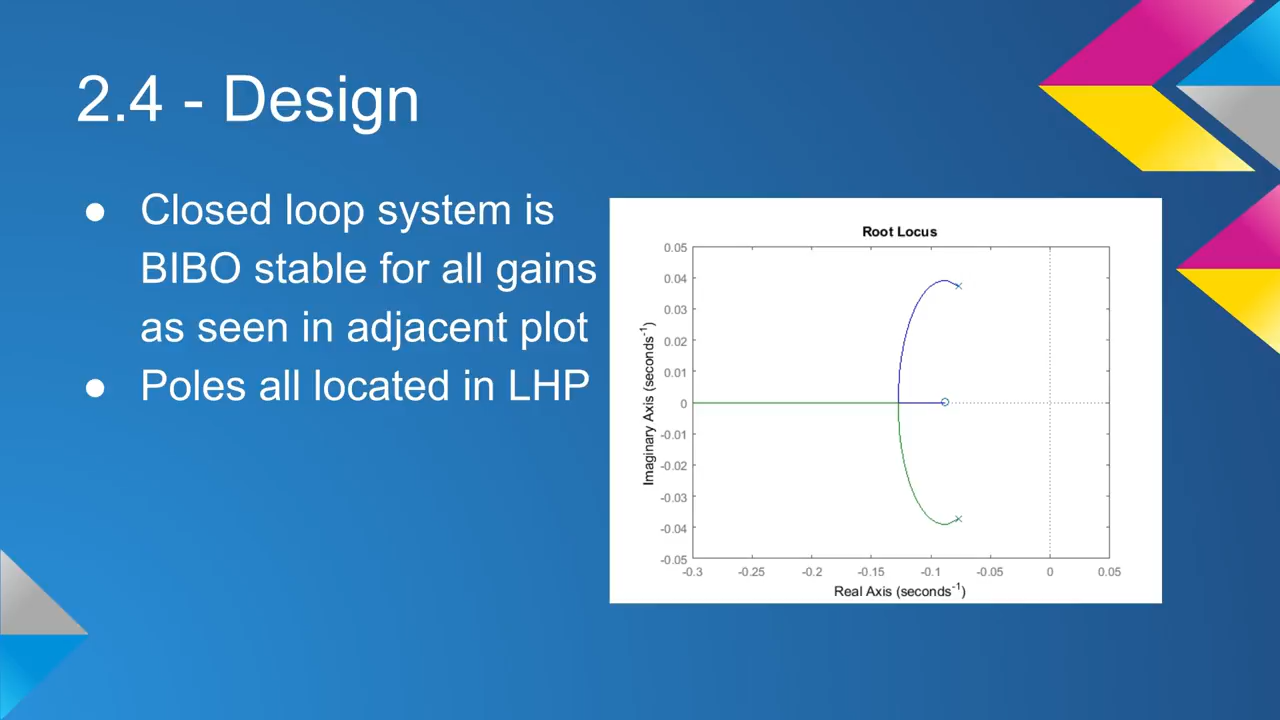 2.4 - Design
● Closed loop system is
BIBO stable for all gains
as seen in adjacent plot
● Poles all located in LHP
Root Locus
Imaginary Axis (seconds⁻¹)
0.05
0.04
0.03
0.02
0.01
0
-0.01
-0.02
-0.03
-0.04
-0.05
-0.3 -0.25 -0.2 -0.15 -0.1 -0.05 0 0.05
Real Axis (seconds⁻¹)